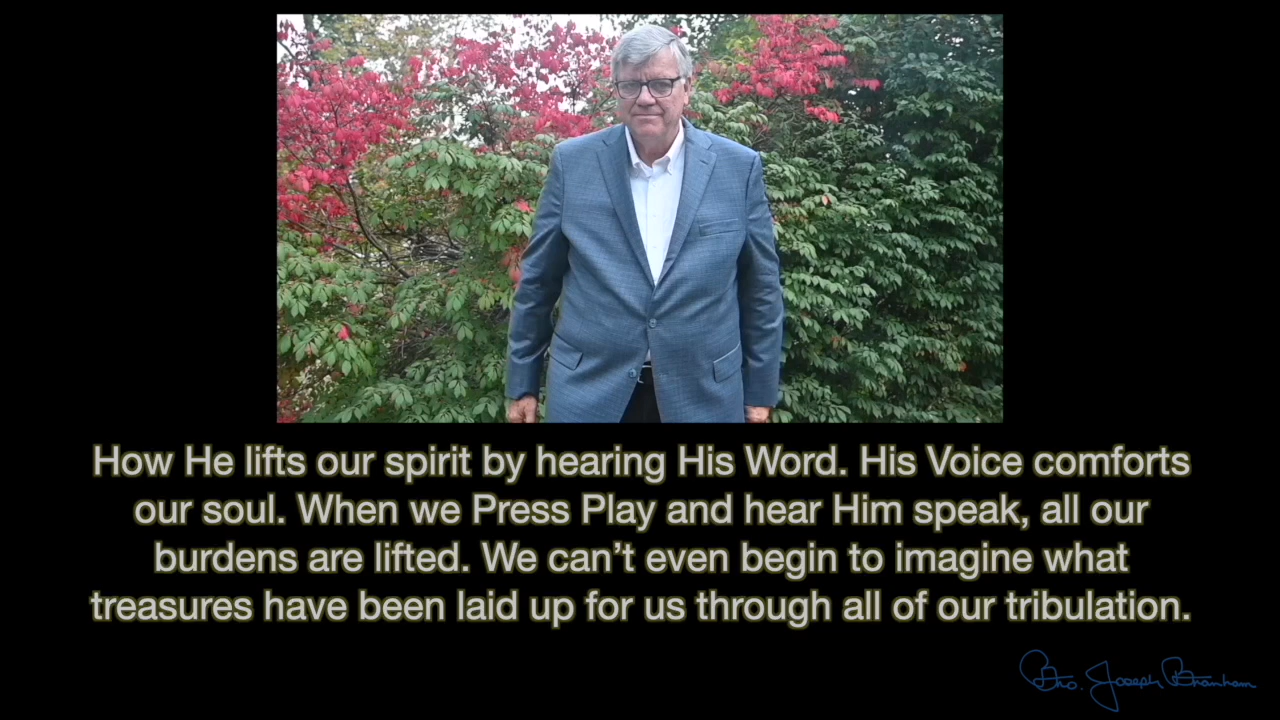 How He lifts our spirit by hearing His Word. His Voice comforts
our soul. When we Press Play and hear Him speak, all our
burdens are lifted. We can’t even begin to imagine what
treasures have been laid up for us through all of our tribulation.
Bro. Joseph Branham